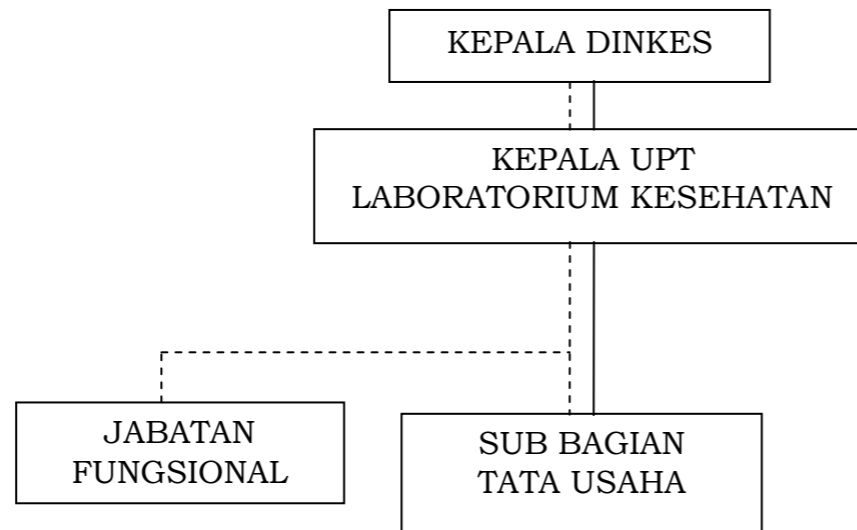 KEPALA DINKES
KEPALA UPT
LABORATORIUM KESEHATAN
JABATAN
FUNGSIONAL
SUB BAGIAN
TATA USAHA